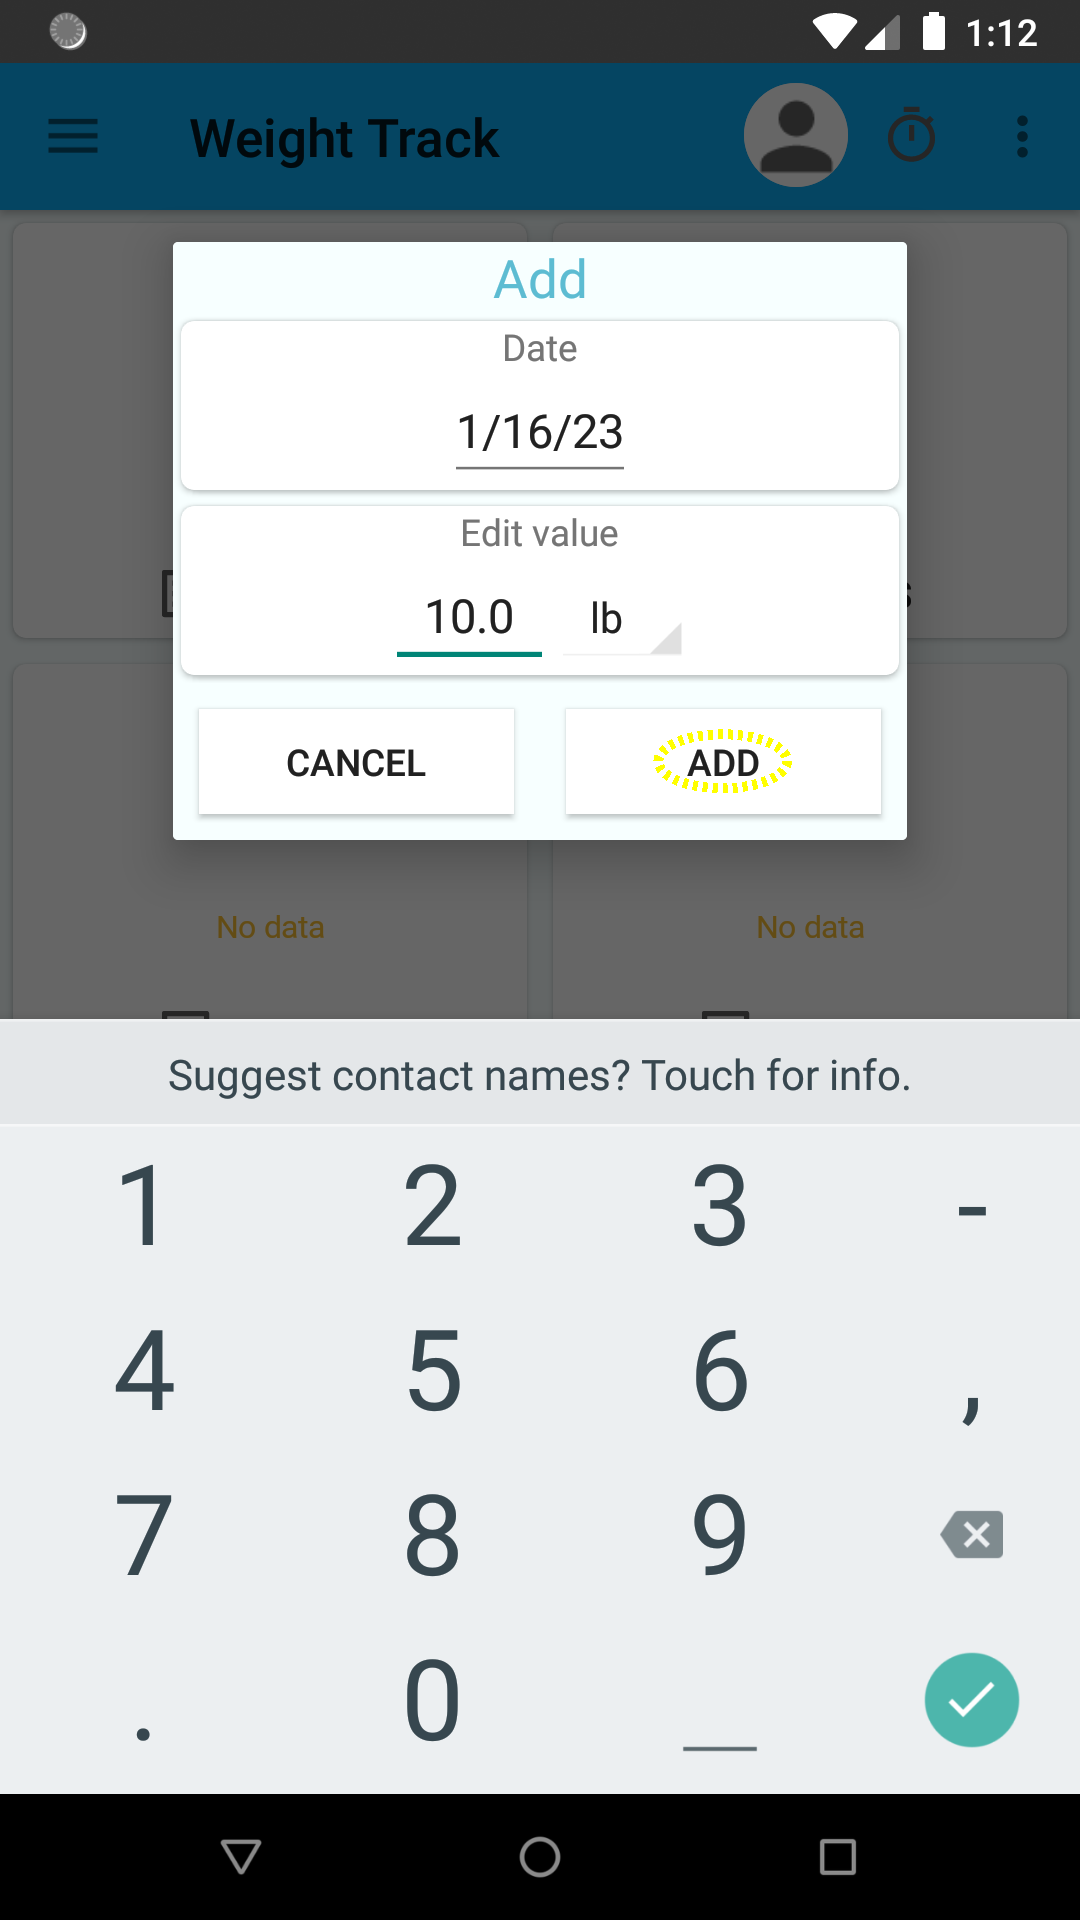 1:12
Weight Track
Add
Date
1/16/23
Edit value
10.0 lb
CANCEL ADD
No data No data
Suggest contact names? Touch for info.
1 2 3 -
4 5 6 ,
7 8 9
. 0 _